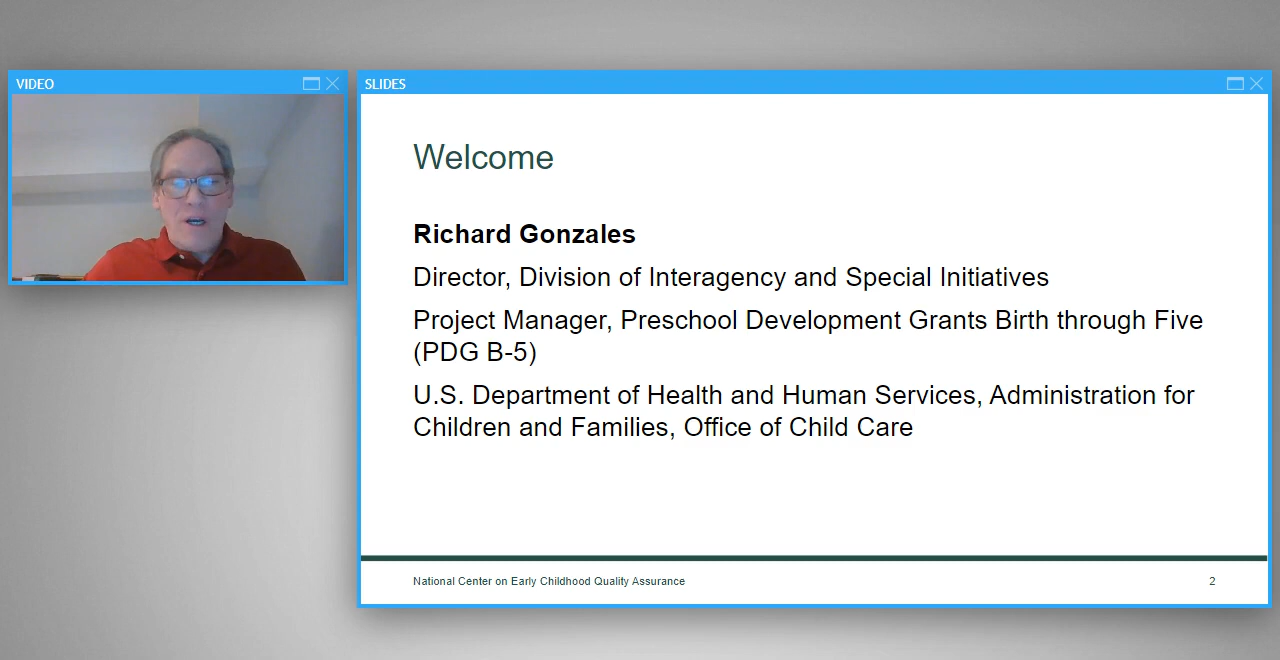 VIDEO
SLIDES
Welcome
Richard Gonzales
Director, Division of Interagency and Special Initiatives
Project Manager, Preschool Development Grants Birth through Five
(PDG B-5)
U.S. Department of Health and Human Services, Administration for
Children and Families, Office of Child Care
National Center on Early Childhood Quality Assurance
2